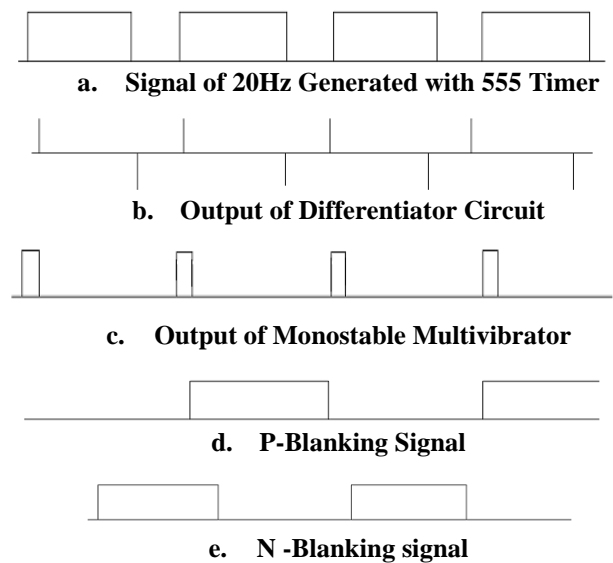 a. Signal of 20Hz Generated with 555 Timer
b. Output of Differentiator Circuit
c. Output of Monostable Multivibrator
d. P-Blanking Signal
e. N -Blanking signal